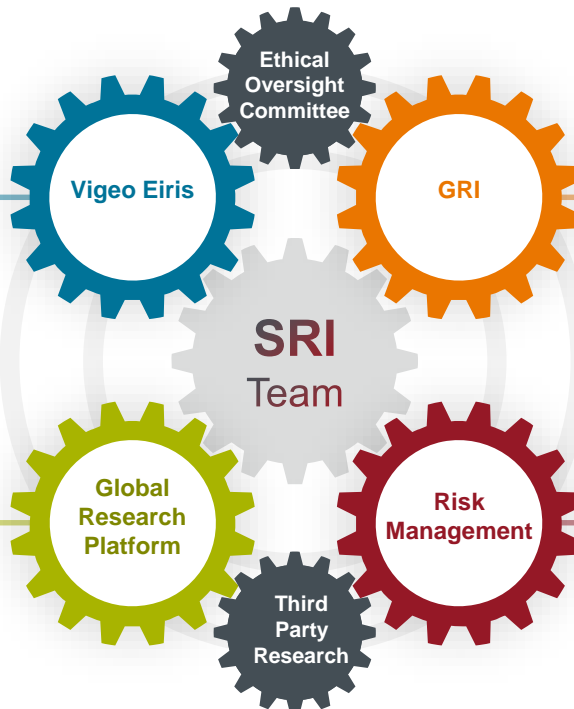 Ethical
Oversight
Committee
Vigeo Eiris
GRI
SRI
Team
Global
Research
Platform
Risk
Management
Third
Party
Research